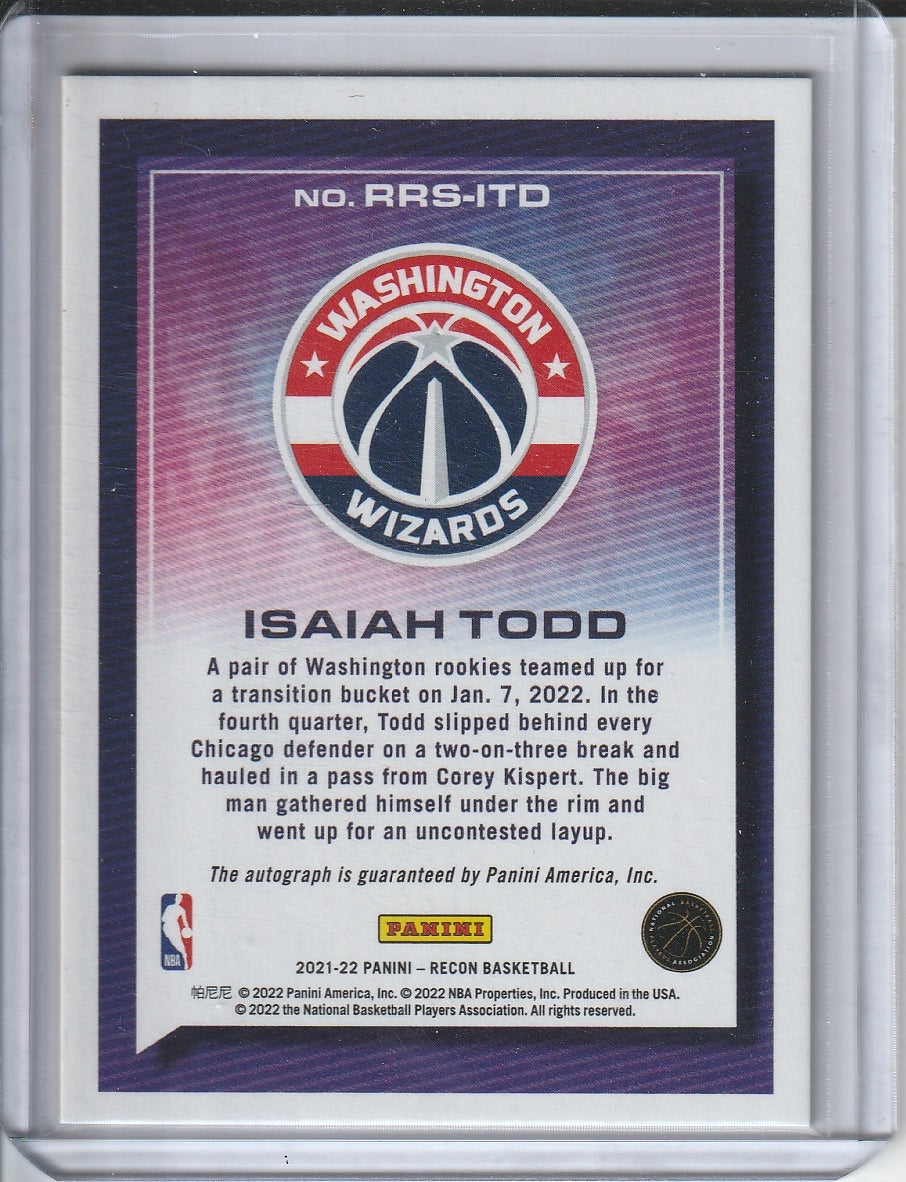 NO. RRS-ITD
WASHINGTON
WIZARDS
ISAIAH TODD
A pair of Washington rookies teamed up for
a transition bucket on Jan. 7, 2022. In the
fourth quarter, Todd slipped behind every
Chicago defender on a two-on-three break and
hauled in a pass from Corey Kispert. The big
man gathered himself under the rim and
went up for an uncontested layup.
The autograph is guaranteed by Panini America, Inc.
NBA
PANINI
NATIONAL BASKETBALL
PLAYERS ASSOCIATION
2021-22 PANINI – RECON BASKETBALL
帕尼尼 © 2022 Panini America, Inc. © 2022 NBA Properties, Inc. Produced in the USA.
© 2022 the National Basketball Players Association. All rights reserved.